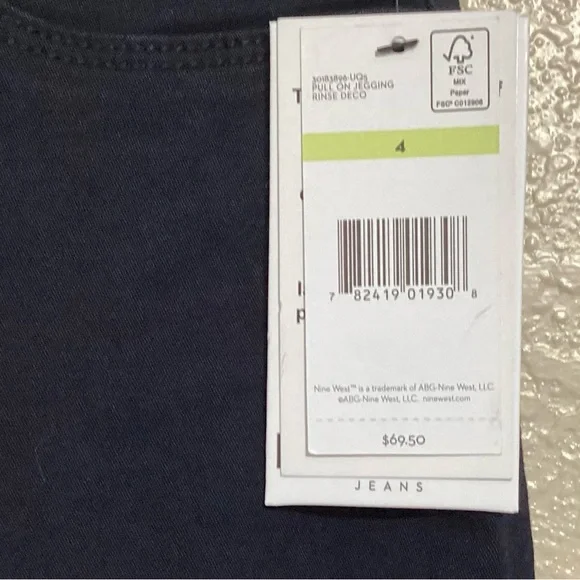 30183896-UQs
PULL ON JEGGING
RINSE DECO
FSC
MIX
Paper
FSC® C013906
T
F
4
7 82419 01930 8
Nine West™ is a trademark of ABG-Nine West, LLC.
©ABG-Nine West, LLC. ninewest.com
$69.50
JEANS